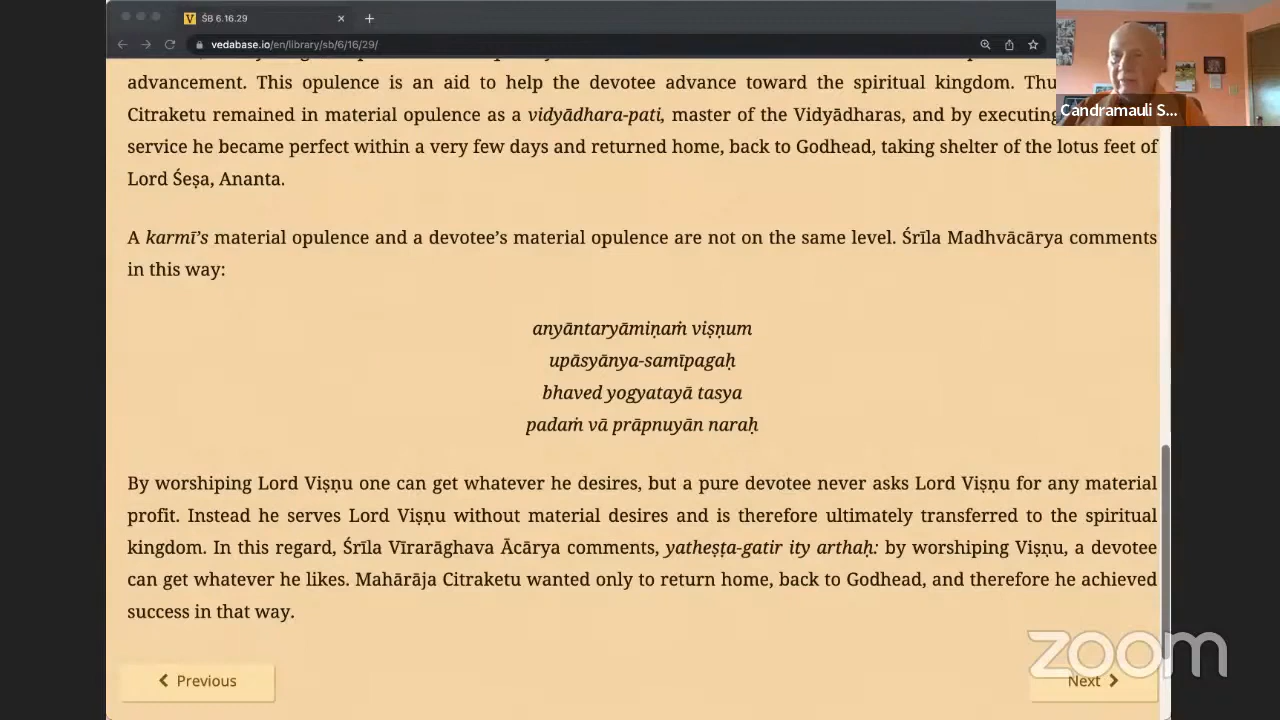 ŚB 6.16.29
vedabase.io/en/library/sb/6/16/29/
advancement. This opulence is an aid to help the devotee advance toward the spiritual kingdom. Thu
Citraketu remained in material opulence as a vidyādhara-pati, master of the Vidyādharas, and by executing
service he became perfect within a very few days and returned home, back to Godhead, taking shelter of the lotus feet of
Lord Śeṣa, Ananta.
A karmī’s material opulence and a devotee’s material opulence are not on the same level. Śrīla Madhvācārya comments
in this way:
anyāntaryāmiṇaṁ viṣṇum
upāsyānya-samīpagaḥ
bhaved yogyatayā tasya
padaṁ vā prāpnuyān naraḥ
By worshiping Lord Viṣṇu one can get whatever he desires, but a pure devotee never asks Lord Viṣṇu for any material
profit. Instead he serves Lord Viṣṇu without material desires and is therefore ultimately transferred to the spiritual
kingdom. In this regard, Śrīla Vīrarāghava Ācārya comments, yatheṣṭa-gatir ity arthaḥ: by worshiping Viṣṇu, a devotee
can get whatever he likes. Mahārāja Citraketu wanted only to return home, back to Godhead, and therefore he achieved
success in that way.
Previous
Next
Candramauli S...
zoom